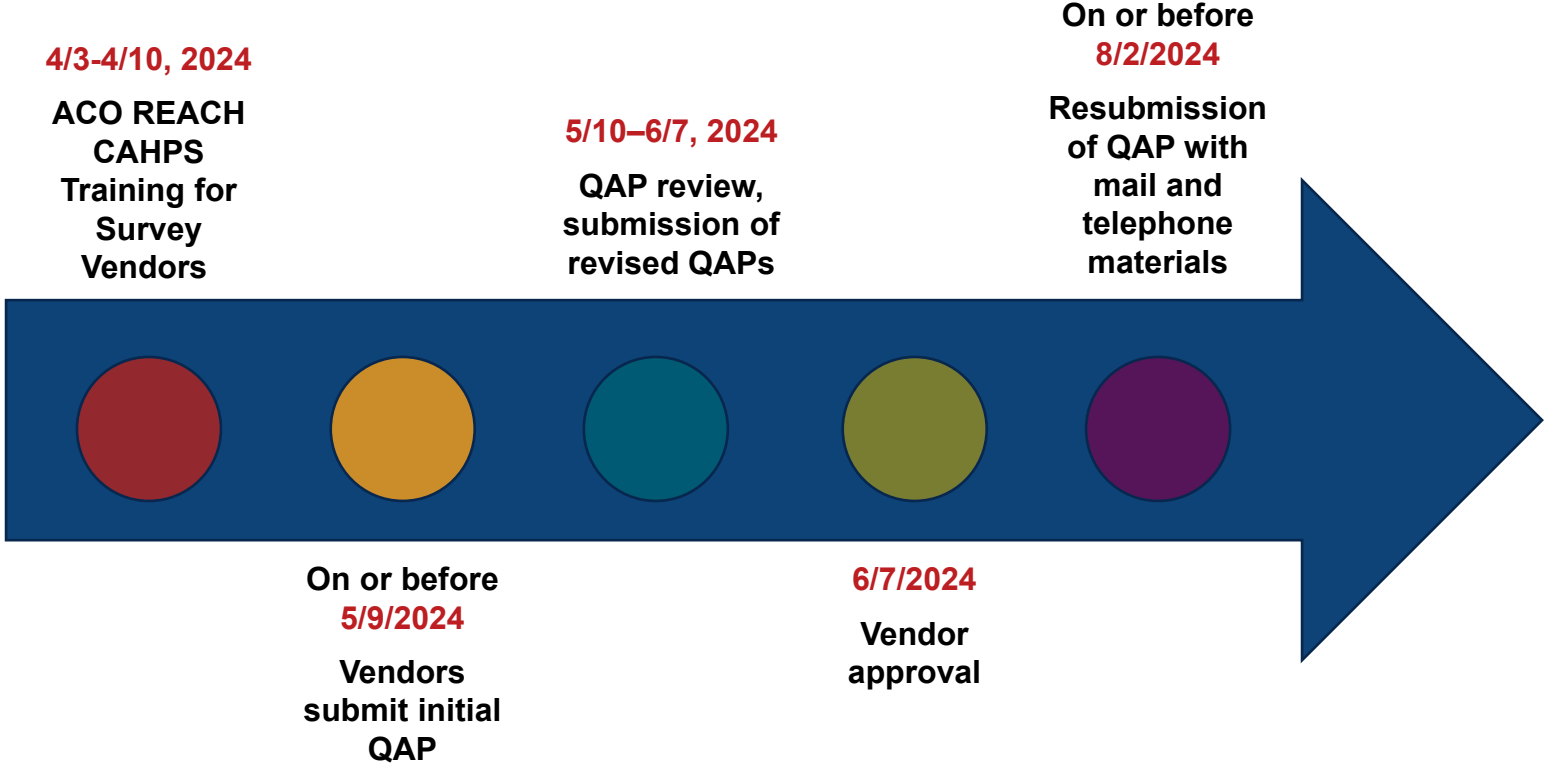 4/3-4/10, 2024
ACO REACH
CAHPS
Training for
Survey
Vendors
On or before
5/9/2024
Vendors
submit initial
QAP
5/10–6/7, 2024
QAP review,
submission of
revised QAPs
6/7/2024
Vendor
approval
On or before
8/2/2024
Resubmission
of QAP with
mail and
telephone
materials